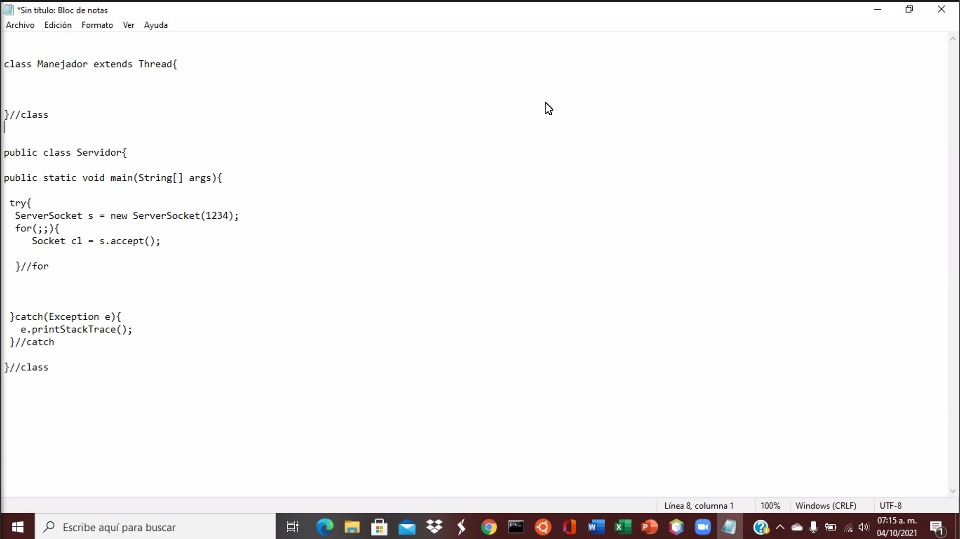 *Sin título: Bloc de notas
Archivo Edición Formato Ver Ayuda
class Manejador extends Thread{
}//class
public class Servidor{
public static void main(String[] args){
try{
ServerSocket s = new ServerSocket(1234);
for(;;){
Socket cl = s.accept();
}//for
}catch(Exception e){
e.printStackTrace();
}//catch
}//class
Línea 8, columna 1 100% Windows (CRLF) UTF-8
Escribe aquí para buscar
07:15 a. m.
04/10/2021
1